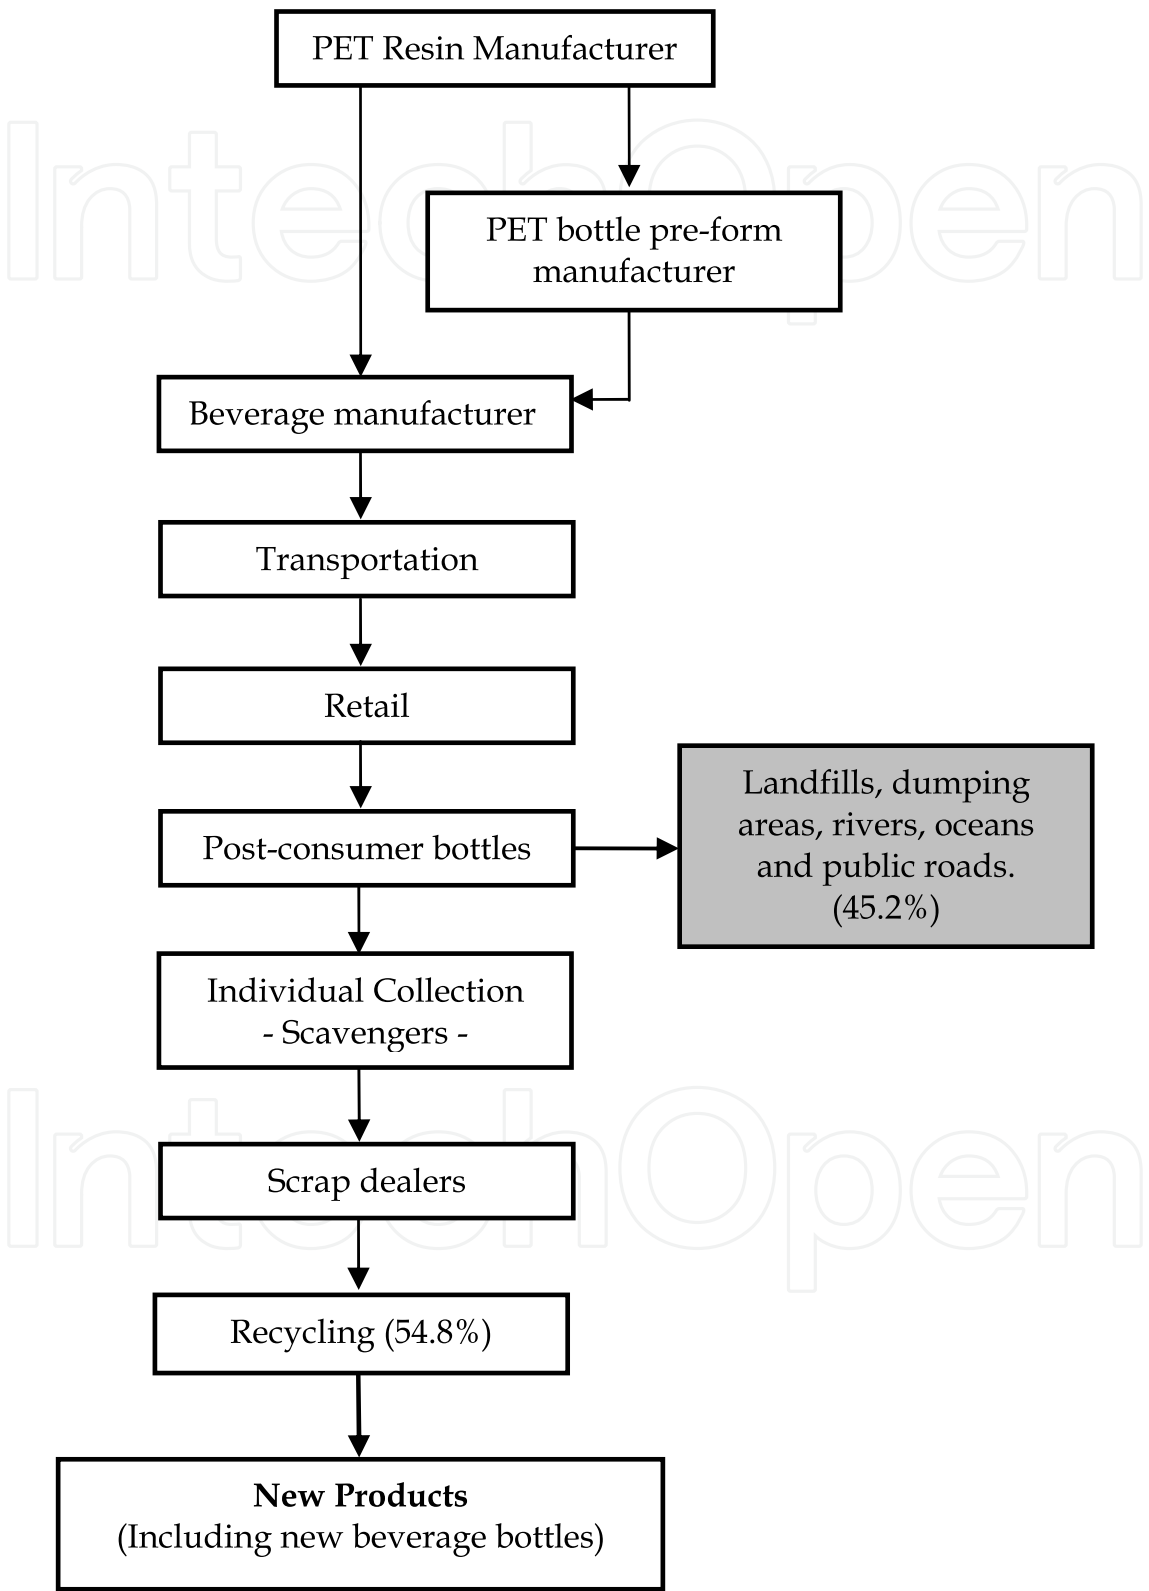 PET Resin Manufacturer
PET bottle pre-form
manufacturer
Beverage manufacturer
Transportation
Retail
Post-consumer bottles
Landfills, dumping
areas, rivers, oceans
and public roads.
(45.2%)
Individual Collection
- Scavengers -
Scrap dealers
Recycling (54.8%)
New Products
(Including new beverage bottles)
IntechOpen
IntechOpen